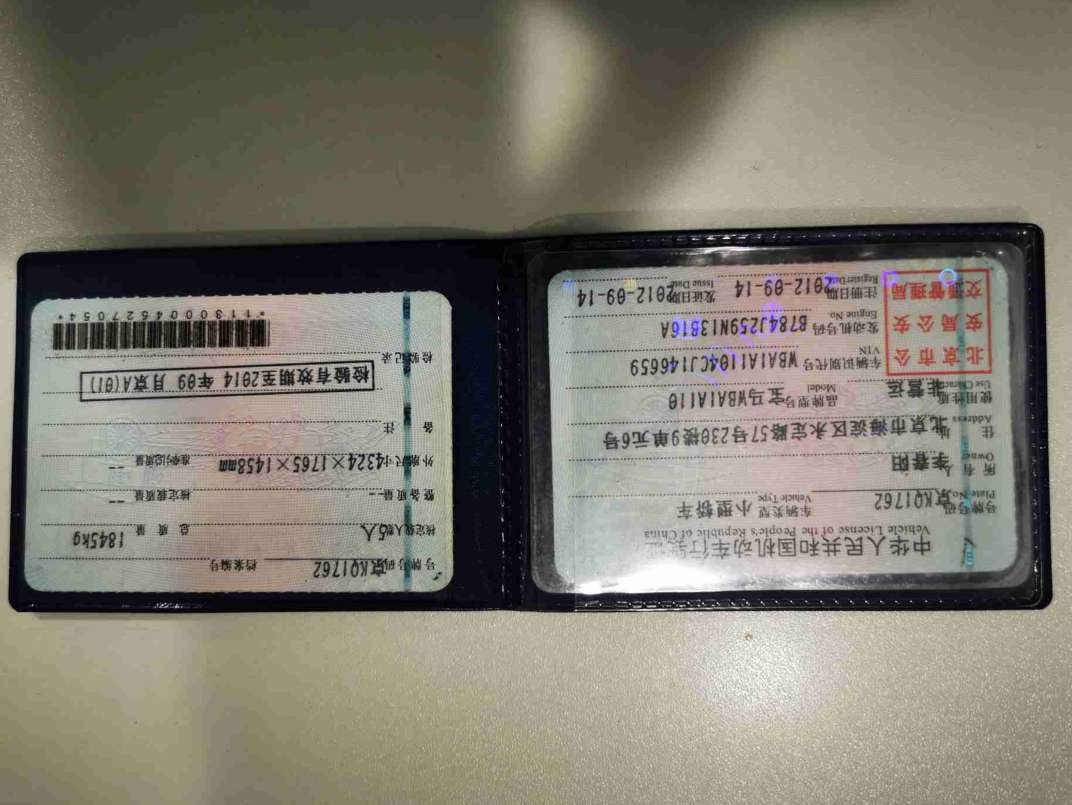 中华人民共和国机动车行驶证
Vehicle License of the People's Republic of China
号牌号码 京KQ1762 车辆类型 小型轿车
Plate No. Vehicle Type
所有人 李春阳
Owner
住址 北京市海淀区永定路57号230楼9单元6号
Address
使用性质 非营运 品牌型号 宝马WBA1A110
Use Character Model
北京市公
安局公安
交通管理局
车辆识别代号 WBA1A1104CJ146659
VIN
发动机号码 B784J259N13B16A
Engine No.
注册日期 2012-09-14 发证日期 2012-09-14
Register Date Issue Date
号牌号码 京KQ1762 档案编号
核定载人数 5人 总质量 1845kg
整备质量 -- 核定载质量 --
外廓尺寸 4324×1765×1458mm 准牵引总质量 --
备注
检验有效期至2014年09月京A(01)
检验记录
*1130004527054*